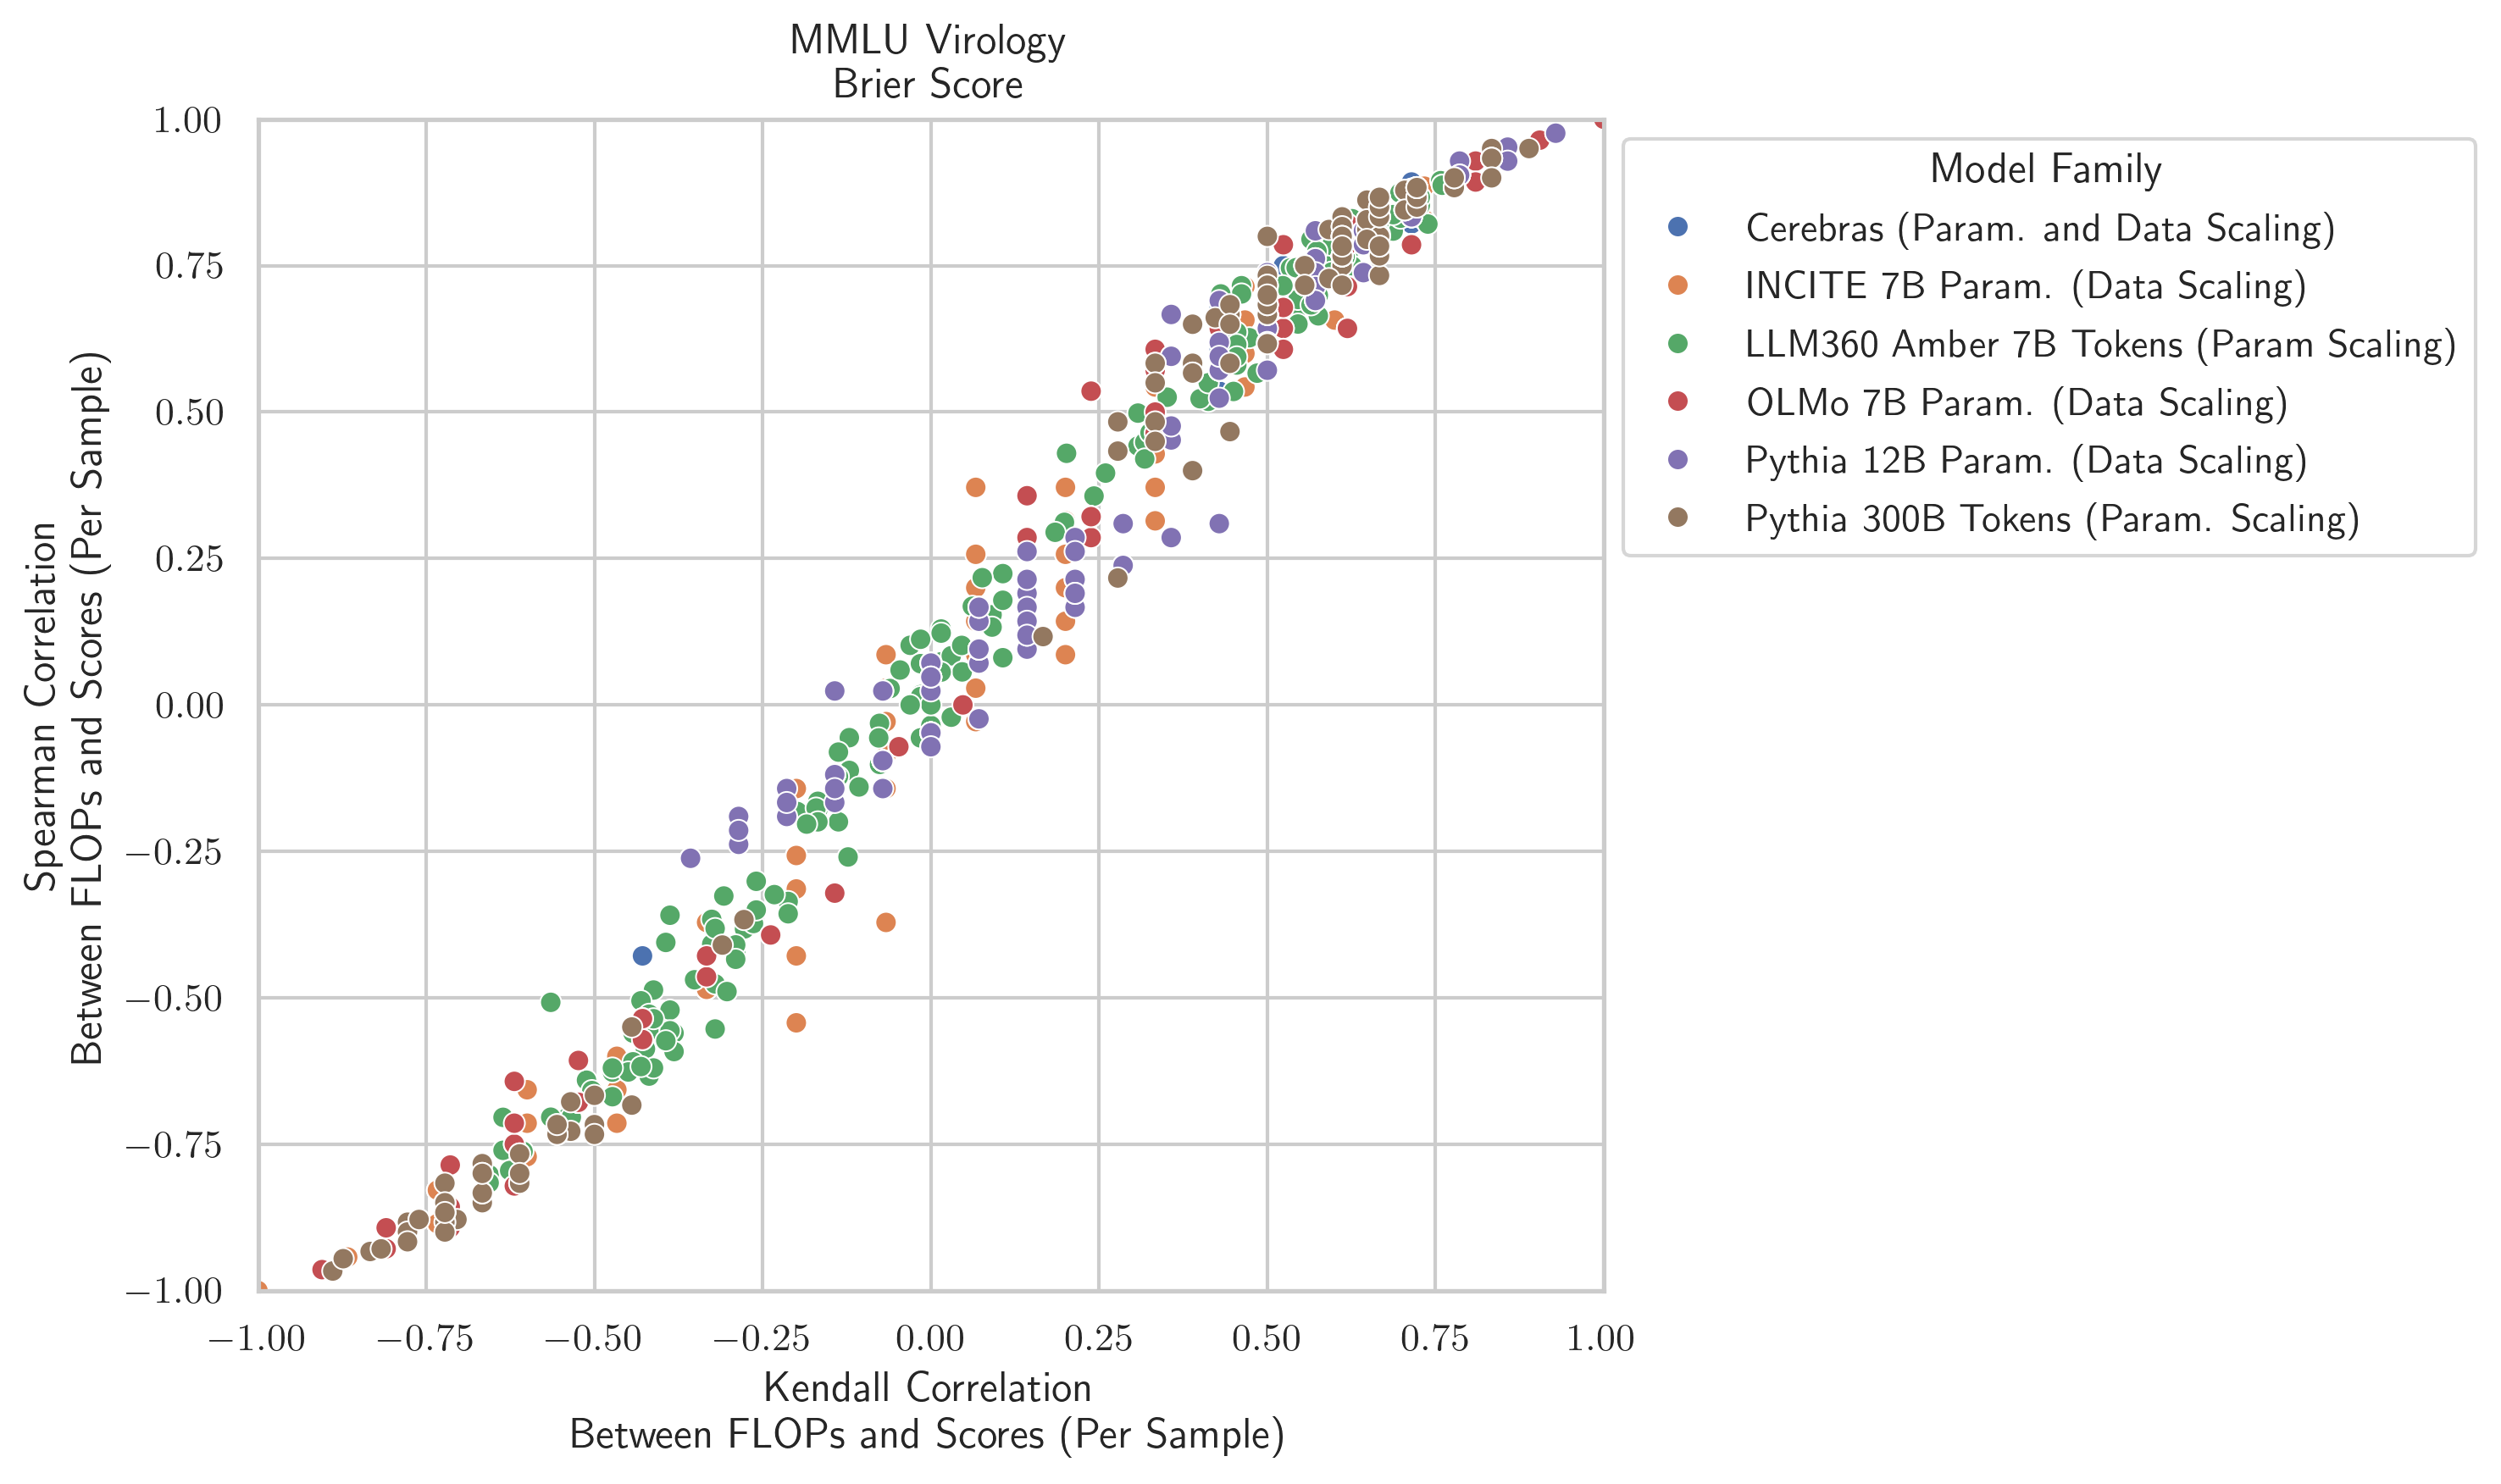 MMLU Virology
Brier Score
Spearman Correlation
Between FLOPs and Scores (Per Sample)
1.00
0.75
0.50
0.25
0.00
−0.25
−0.50
−0.75
−1.00
−1.00 −0.75 −0.50 −0.25 0.00 0.25 0.50 0.75 1.00
Kendall Correlation
Between FLOPs and Scores (Per Sample)
Model Family
Cerebras (Param. and Data Scaling)
INCITE 7B Param. (Data Scaling)
LLM360 Amber 7B Tokens (Param Scaling)
OLMo 7B Param. (Data Scaling)
Pythia 12B Param. (Data Scaling)
Pythia 300B Tokens (Param. Scaling)